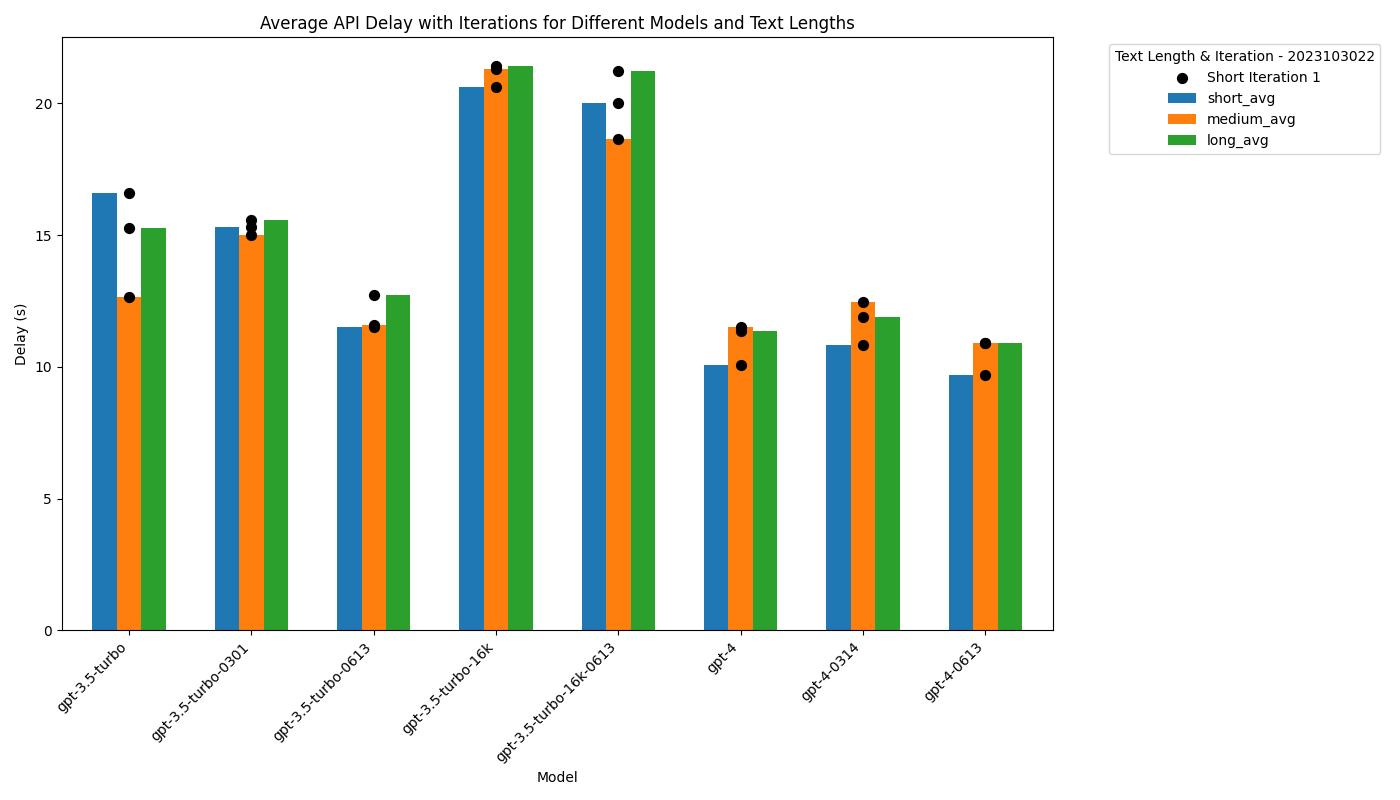 Average API Delay with Iterations for Different Models and Text Lengths
Text Length & Iteration - 2023103022
Short Iteration 1
short_avg
medium_avg
long_avg
Delay (s)
20
15
10
5
0
gpt-3.5-turbo
gpt-3.5-turbo-0301
gpt-3.5-turbo-0613
gpt-3.5-turbo-16k
gpt-3.5-turbo-16k-0613
gpt-4
gpt-4-0314
gpt-4-0613
Model